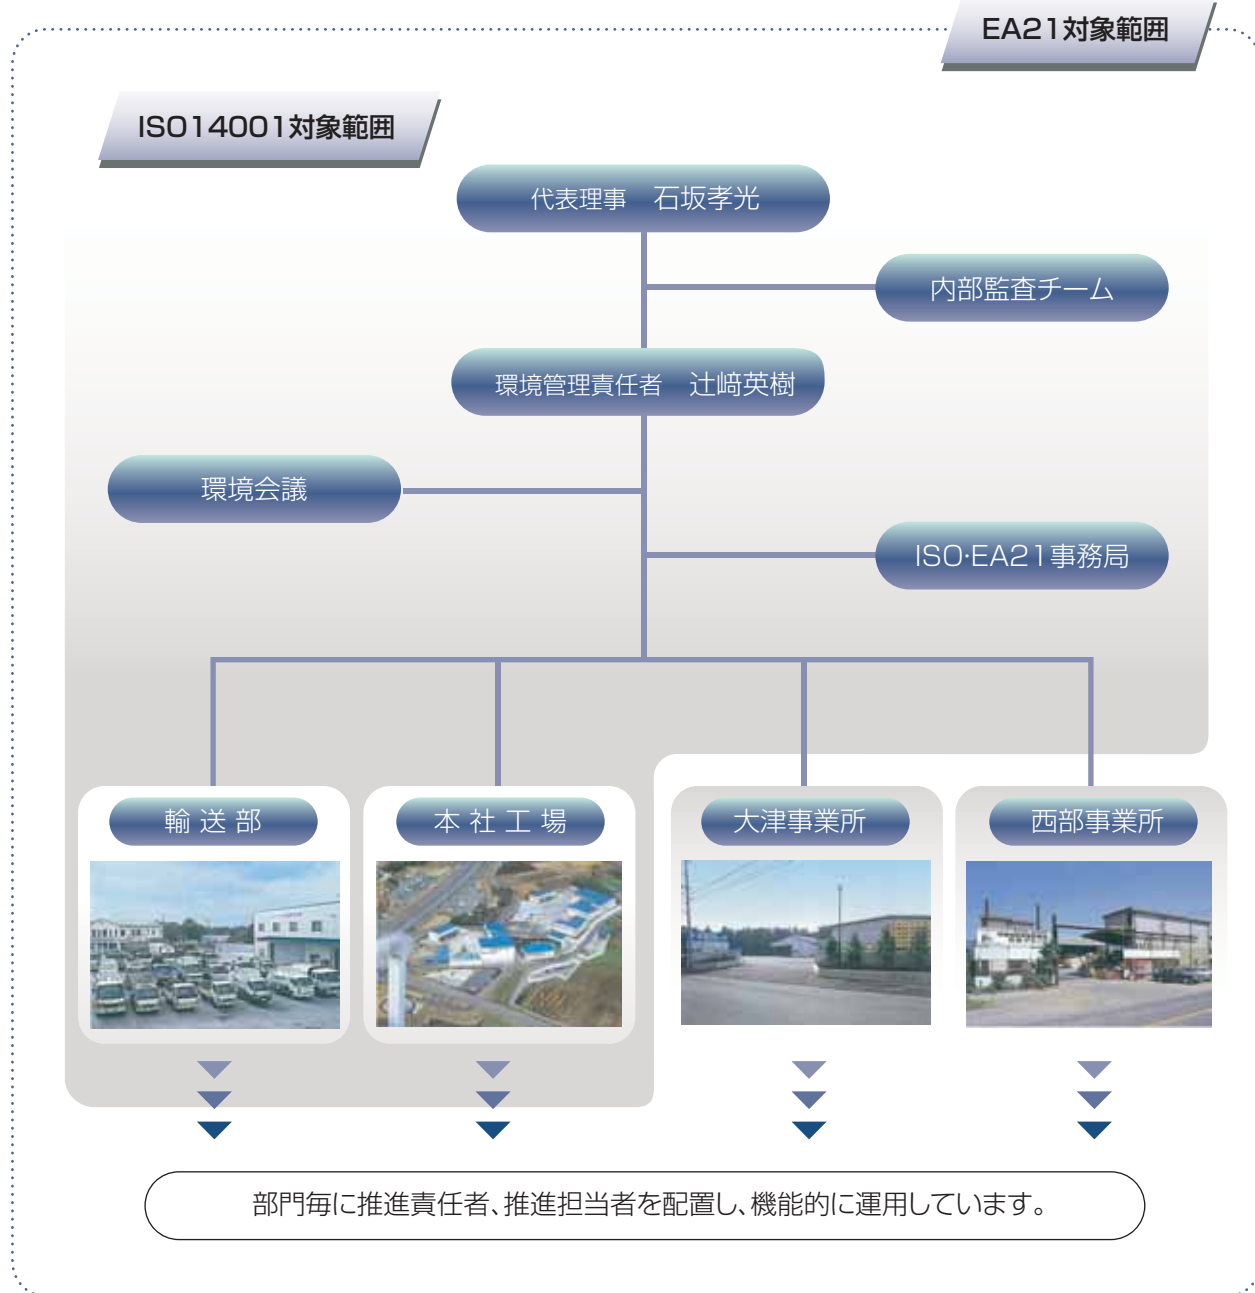 EA21対象範囲
ISO14001対象範囲
代表理事　石坂孝光
内部監査チーム
環境管理責任者　辻﨑英樹
環境会議
ISO·EA21事務局
輸送部
本社工場
大津事業所
西部事業所
部門毎に推進責任者、推進担当者を配置し、機能的に運用しています。